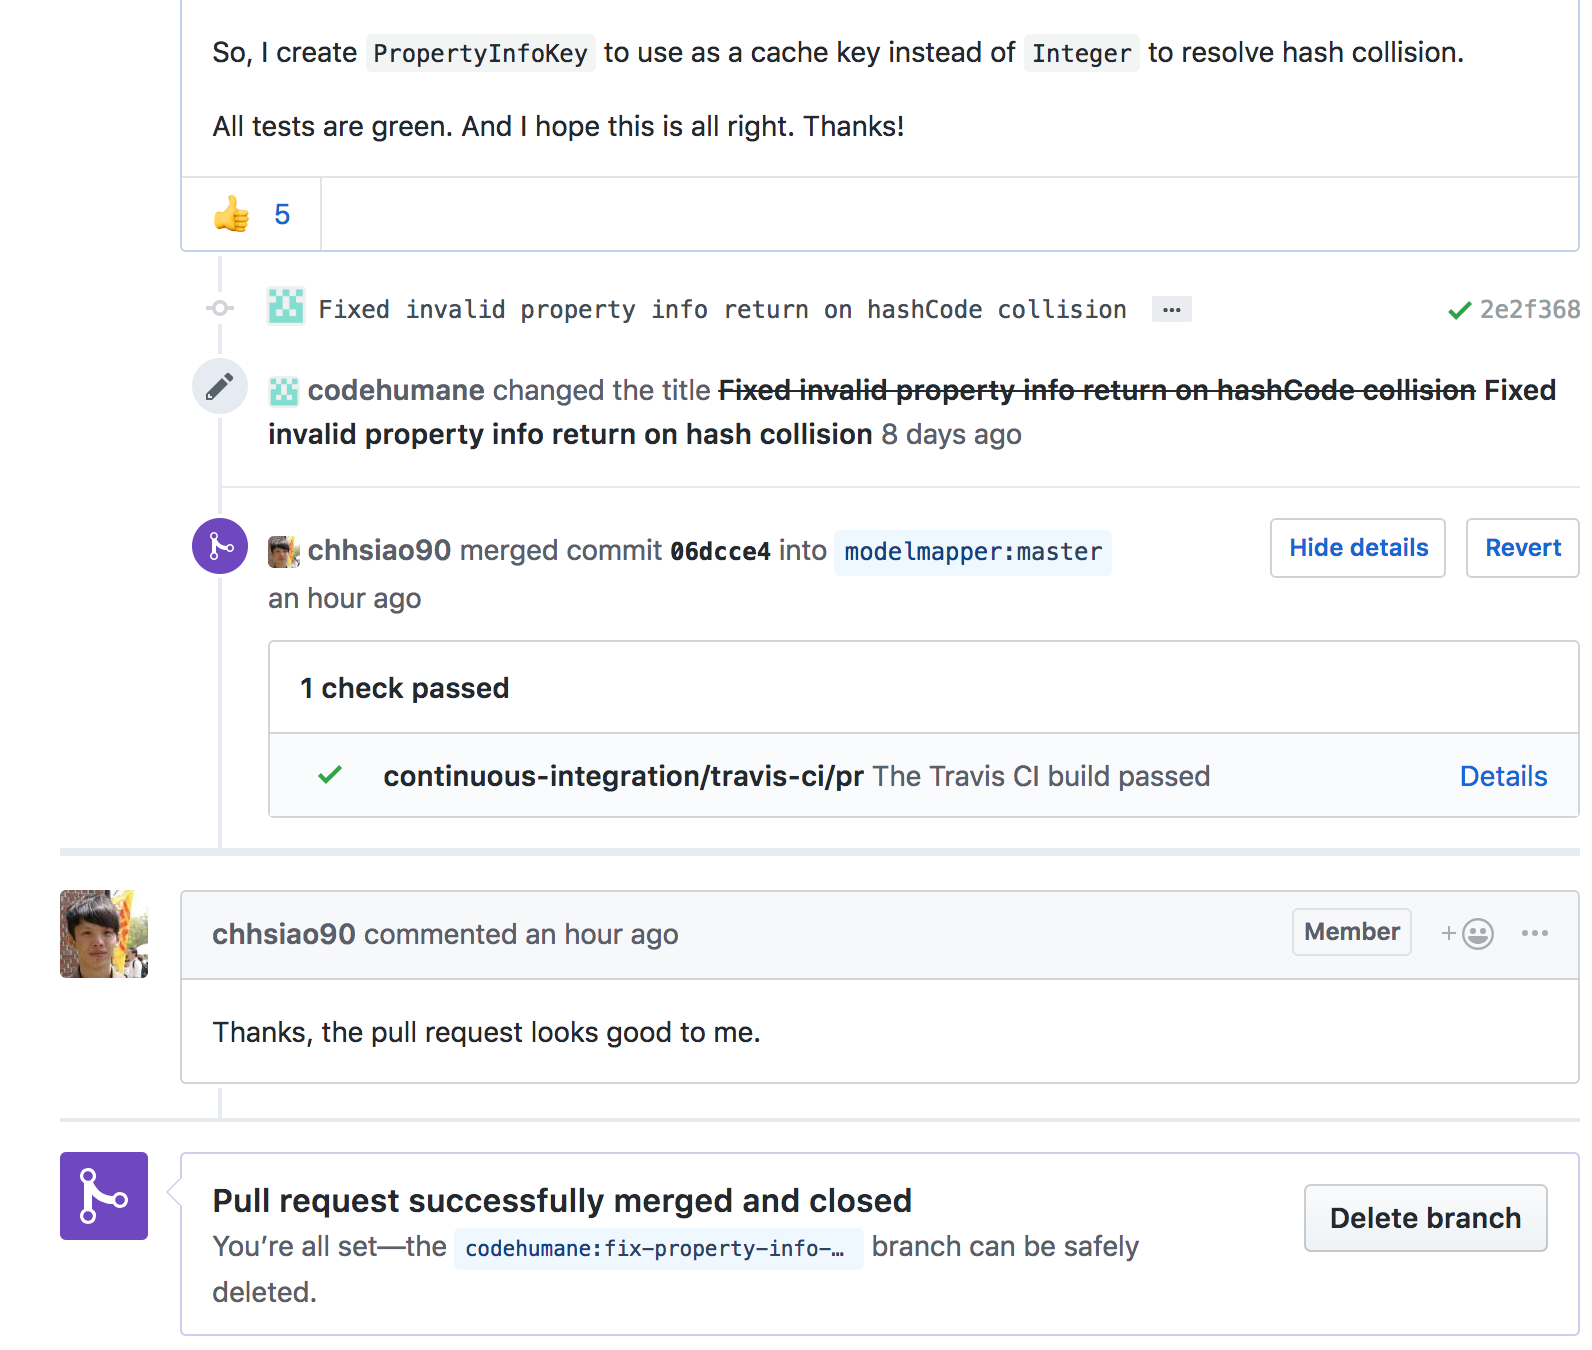 So, I create PropertyInfoKey to use as a cache key instead of Integer to resolve hash collision.
All tests are green. And I hope this is all right. Thanks!
👍 5
Fixed invalid property info return on hashCode collision … 2e2f368
codehumane changed the title Fixed invalid property info return on hashCode collision Fixed
invalid property info return on hash collision 8 days ago
chhsiao90 merged commit 06dcce4 into modelmapper:master Hide details Revert
an hour ago
1 check passed
continuous-integration/travis-ci/pr The Travis CI build passed Details
chhsiao90 commented an hour ago Member
Thanks, the pull request looks good to me.
Pull request successfully merged and closed
You’re all set—the codehumane:fix-property-info-… branch can be safely
deleted.
Delete branch